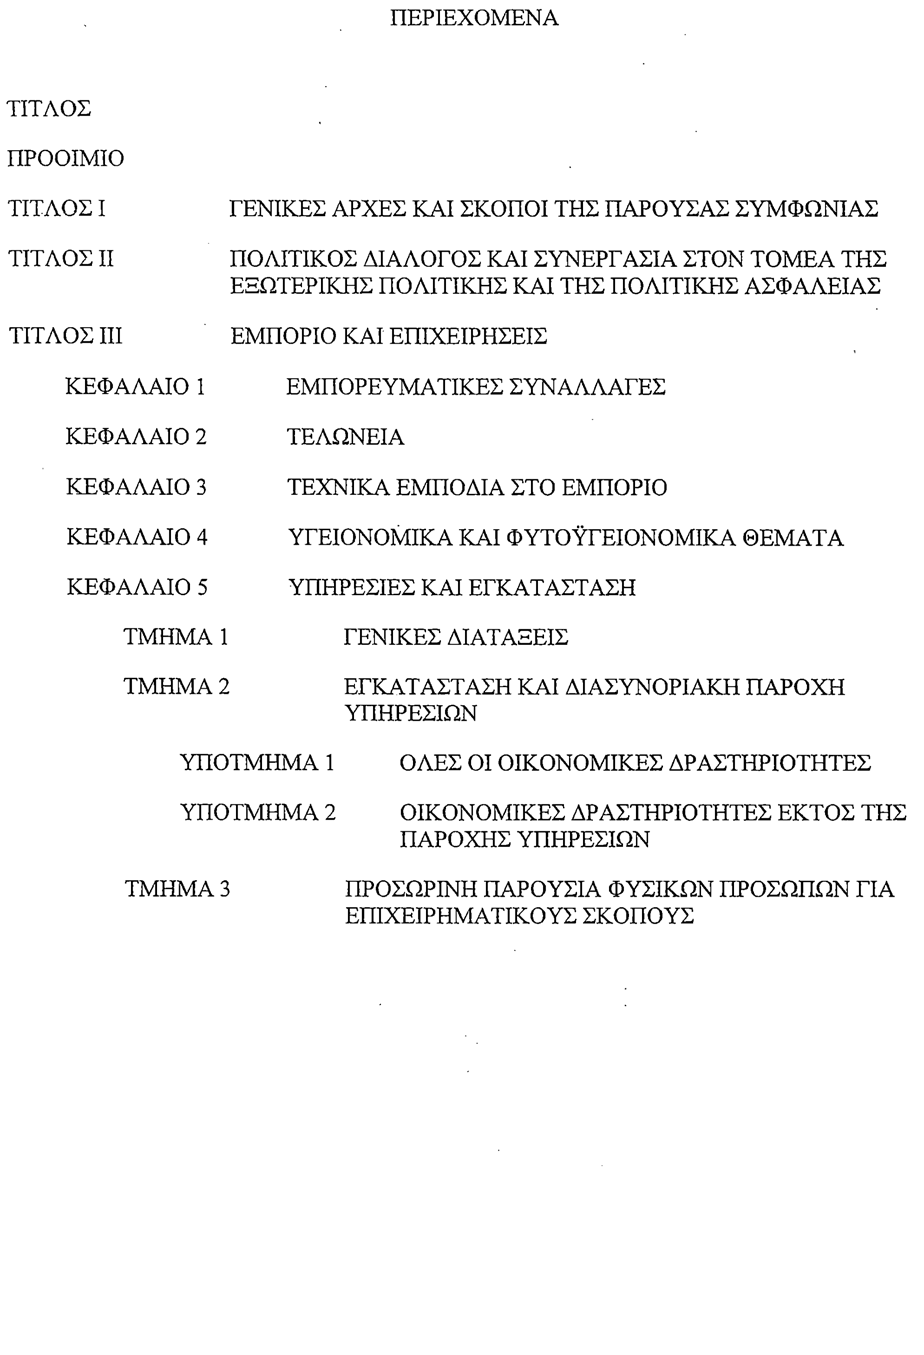 ΠΕΡΙΕΧΟΜΕΝΑ
ΤΙΤΛΟΣ
ΠΡΟΟΙΜΙΟ
ΤΙΤΛΟΣ Ι ΓΕΝΙΚΕΣ ΑΡΧΕΣ ΚΑΙ ΣΚΟΠΟΙ ΤΗΣ ΠΑΡΟΥΣΑΣ ΣΥΜΦΩΝΙΑΣ
ΤΙΤΛΟΣ ΙΙ ΠΟΛΙΤΙΚΟΣ ΔΙΑΛΟΓΟΣ ΚΑΙ ΣΥΝΕΡΓΑΣΙΑ ΣΤΟΝ ΤΟΜΕΑ ΤΗΣ
ΕΞΩΤΕΡΙΚΗΣ ΠΟΛΙΤΙΚΗΣ ΚΑΙ ΤΗΣ ΠΟΛΙΤΙΚΗΣ ΑΣΦΑΛΕΙΑΣ
ΤΙΤΛΟΣ ΙΙΙ ΕΜΠΟΡΙΟ ΚΑΙ ΕΠΙΧΕΙΡΗΣΕΙΣ
ΚΕΦΑΛΑΙΟ 1 ΕΜΠΟΡΕΥΜΑΤΙΚΕΣ ΣΥΝΑΛΛΑΓΕΣ
ΚΕΦΑΛΑΙΟ 2 ΤΕΛΩΝΕΙΑ
ΚΕΦΑΛΑΙΟ 3 ΤΕΧΝΙΚΑ ΕΜΠΟΔΙΑ ΣΤΟ ΕΜΠΟΡΙΟ
ΚΕΦΑΛΑΙΟ 4 ΥΓΕΙΟΝΟΜΙΚΑ ΚΑΙ ΦΥΤΟΫΓΕΙΟΝΟΜΙΚΑ ΘΕΜΑΤΑ
ΚΕΦΑΛΑΙΟ 5 ΥΠΗΡΕΣΙΕΣ ΚΑΙ ΕΓΚΑΤΑΣΤΑΣΗ
ΤΜΗΜΑ 1 ΓΕΝΙΚΕΣ ΔΙΑΤΑΞΕΙΣ
ΤΜΗΜΑ 2 ΕΓΚΑΤΑΣΤΑΣΗ ΚΑΙ ΔΙΑΣΥΝΟΡΙΑΚΗ ΠΑΡΟΧΗ
ΥΠΗΡΕΣΙΩΝ
ΥΠΟΤΜΗΜΑ 1 ΟΛΕΣ ΟΙ ΟΙΚΟΝΟΜΙΚΕΣ ΔΡΑΣΤΗΡΙΟΤΗΤΕΣ
ΥΠΟΤΜΗΜΑ 2 ΟΙΚΟΝΟΜΙΚΕΣ ΔΡΑΣΤΗΡΙΟΤΗΤΕΣ ΕΚΤΟΣ ΤΗΣ
ΠΑΡΟΧΗΣ ΥΠΗΡΕΣΙΩΝ
ΤΜΗΜΑ 3 ΠΡΟΣΩΡΙΝΗ ΠΑΡΟΥΣΙΑ ΦΥΣΙΚΩΝ ΠΡΟΣΩΠΩΝ ΓΙΑ
ΕΠΙΧΕΙΡΗΜΑΤΙΚΟΥΣ ΣΚΟΠΟΥΣ